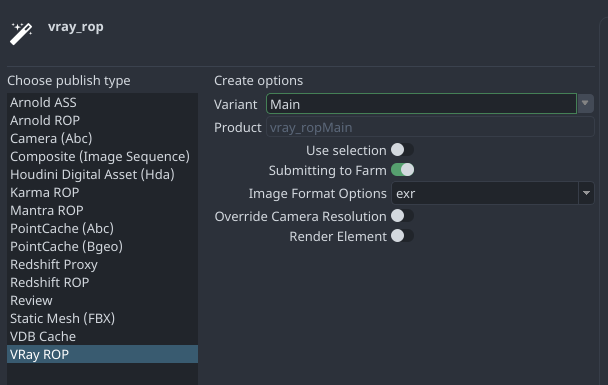 vray_rop
Choose publish type
Arnold ASS
Arnold ROP
Camera (Abc)
Composite (Image Sequence)
Houdini Digital Asset (Hda)
Karma ROP
Mantra ROP
PointCache (Abc)
PointCache (Bgeo)
Redshift Proxy
Redshift ROP
Review
Static Mesh (FBX)
VDB Cache
VRay ROP
Create options
Variant Main
Product vray_ropMain
Use selection
Submitting to Farm
Image Format Options exr
Override Camera Resolution
Render Element